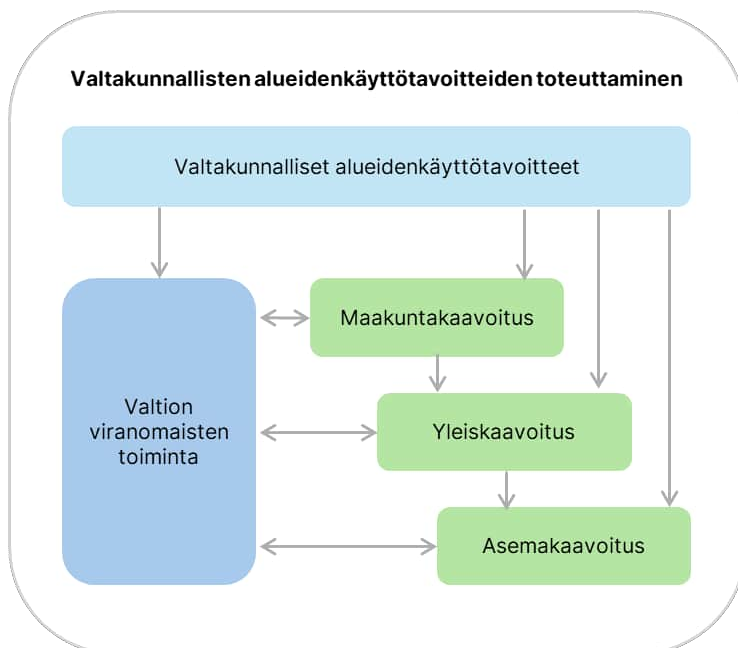 Valtakunnallisten alueidenkäyttötavoitteiden toteuttaminen
Valtakunnalliset alueidenkäyttötavoitteet
Maakuntakaavoitus
Valtion
viranomaisten
toiminta
Yleiskaavoitus
Asemakaavoitus